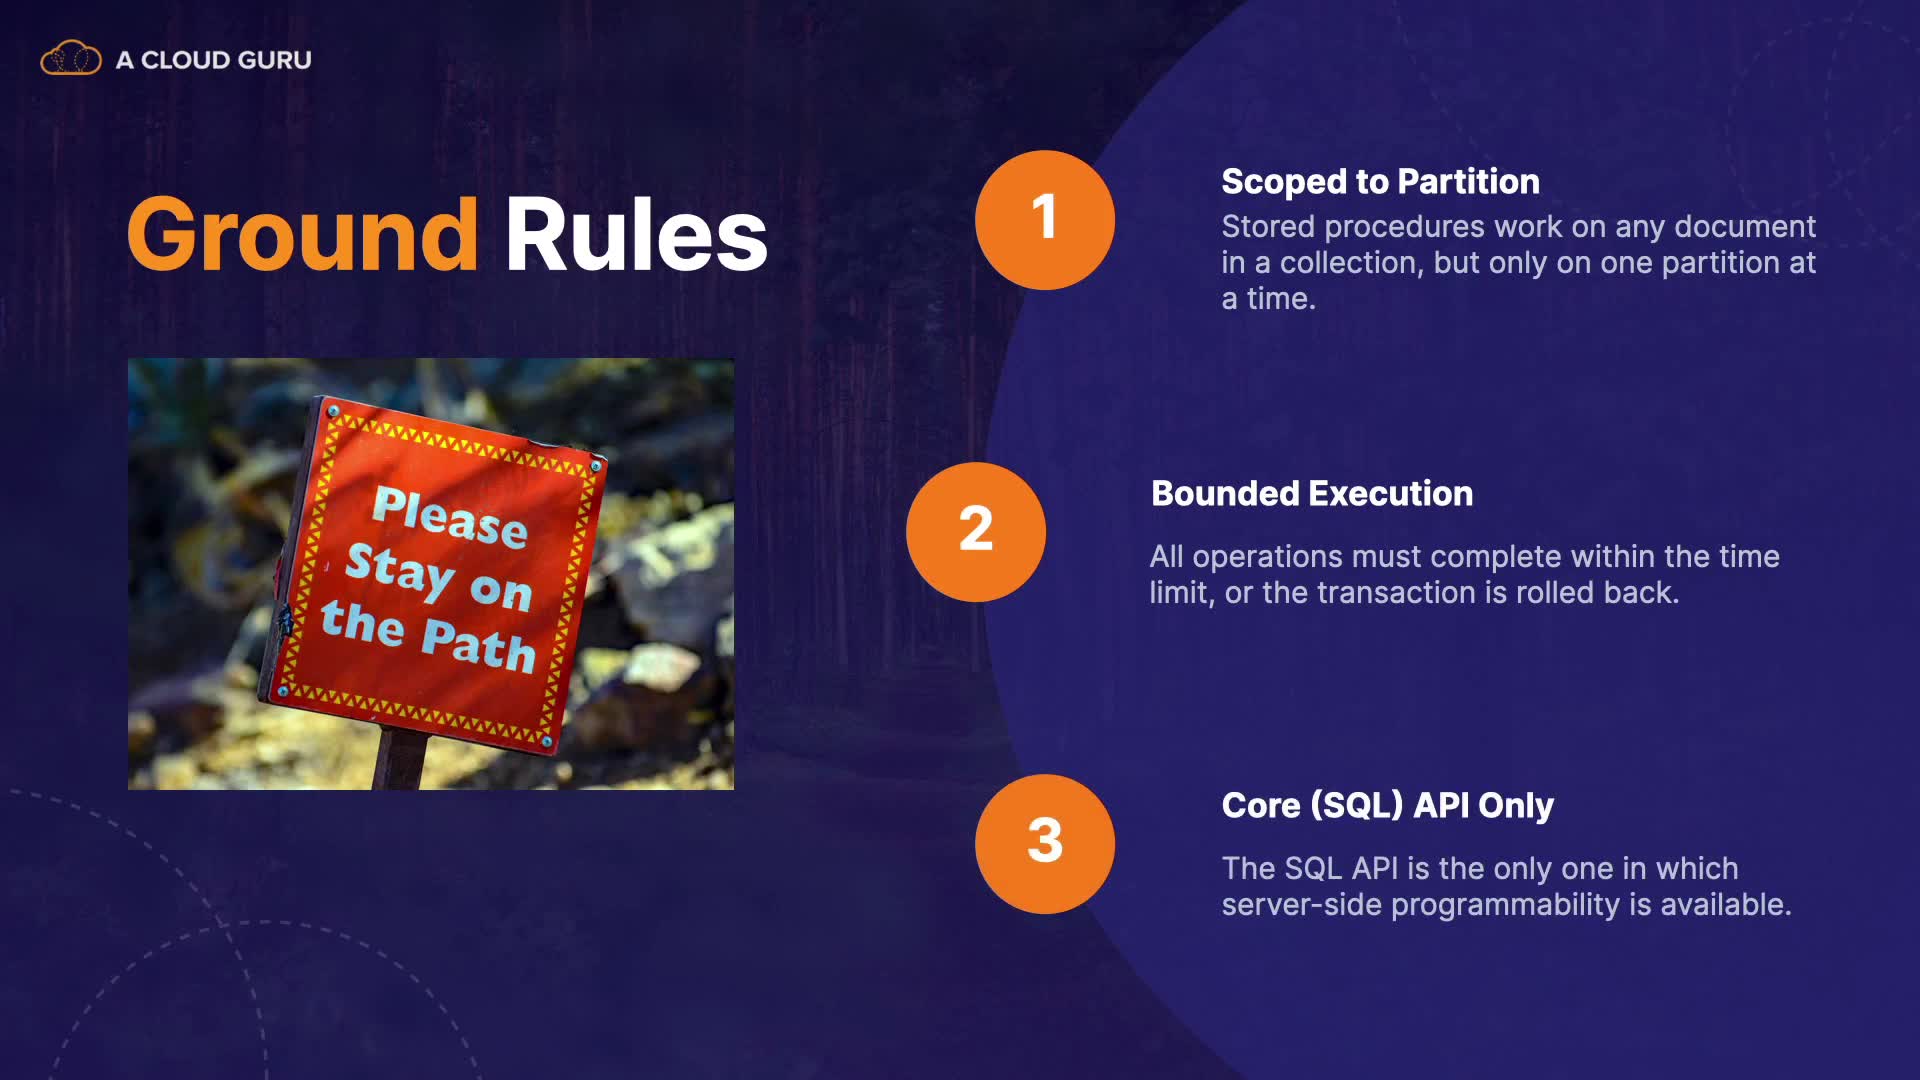 A CLOUD GURU
Ground Rules
Please
Stay on
the Path
1
Scoped to Partition
Stored procedures work on any document
in a collection, but only on one partition at
a time.
2
Bounded Execution
All operations must complete within the time
limit, or the transaction is rolled back.
3
Core (SQL) API Only
The SQL API is the only one in which
server-side programmability is available.